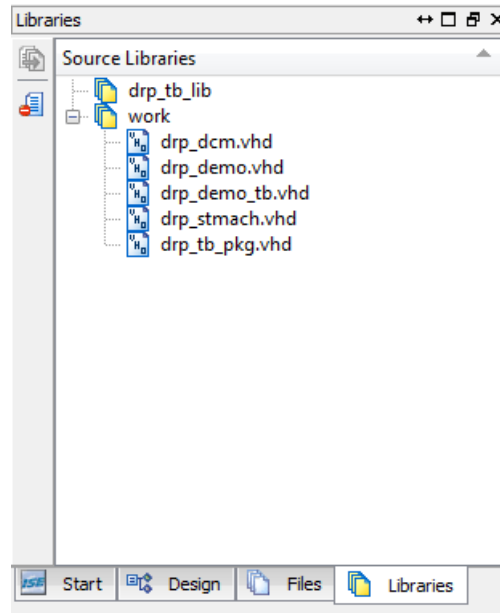 Libraries
Source Libraries
drp_tb_lib
work
drp_dcm.vhd
drp_demo.vhd
drp_demo_tb.vhd
drp_stmach.vhd
drp_tb_pkg.vhd
ISE Start Design Files Libraries